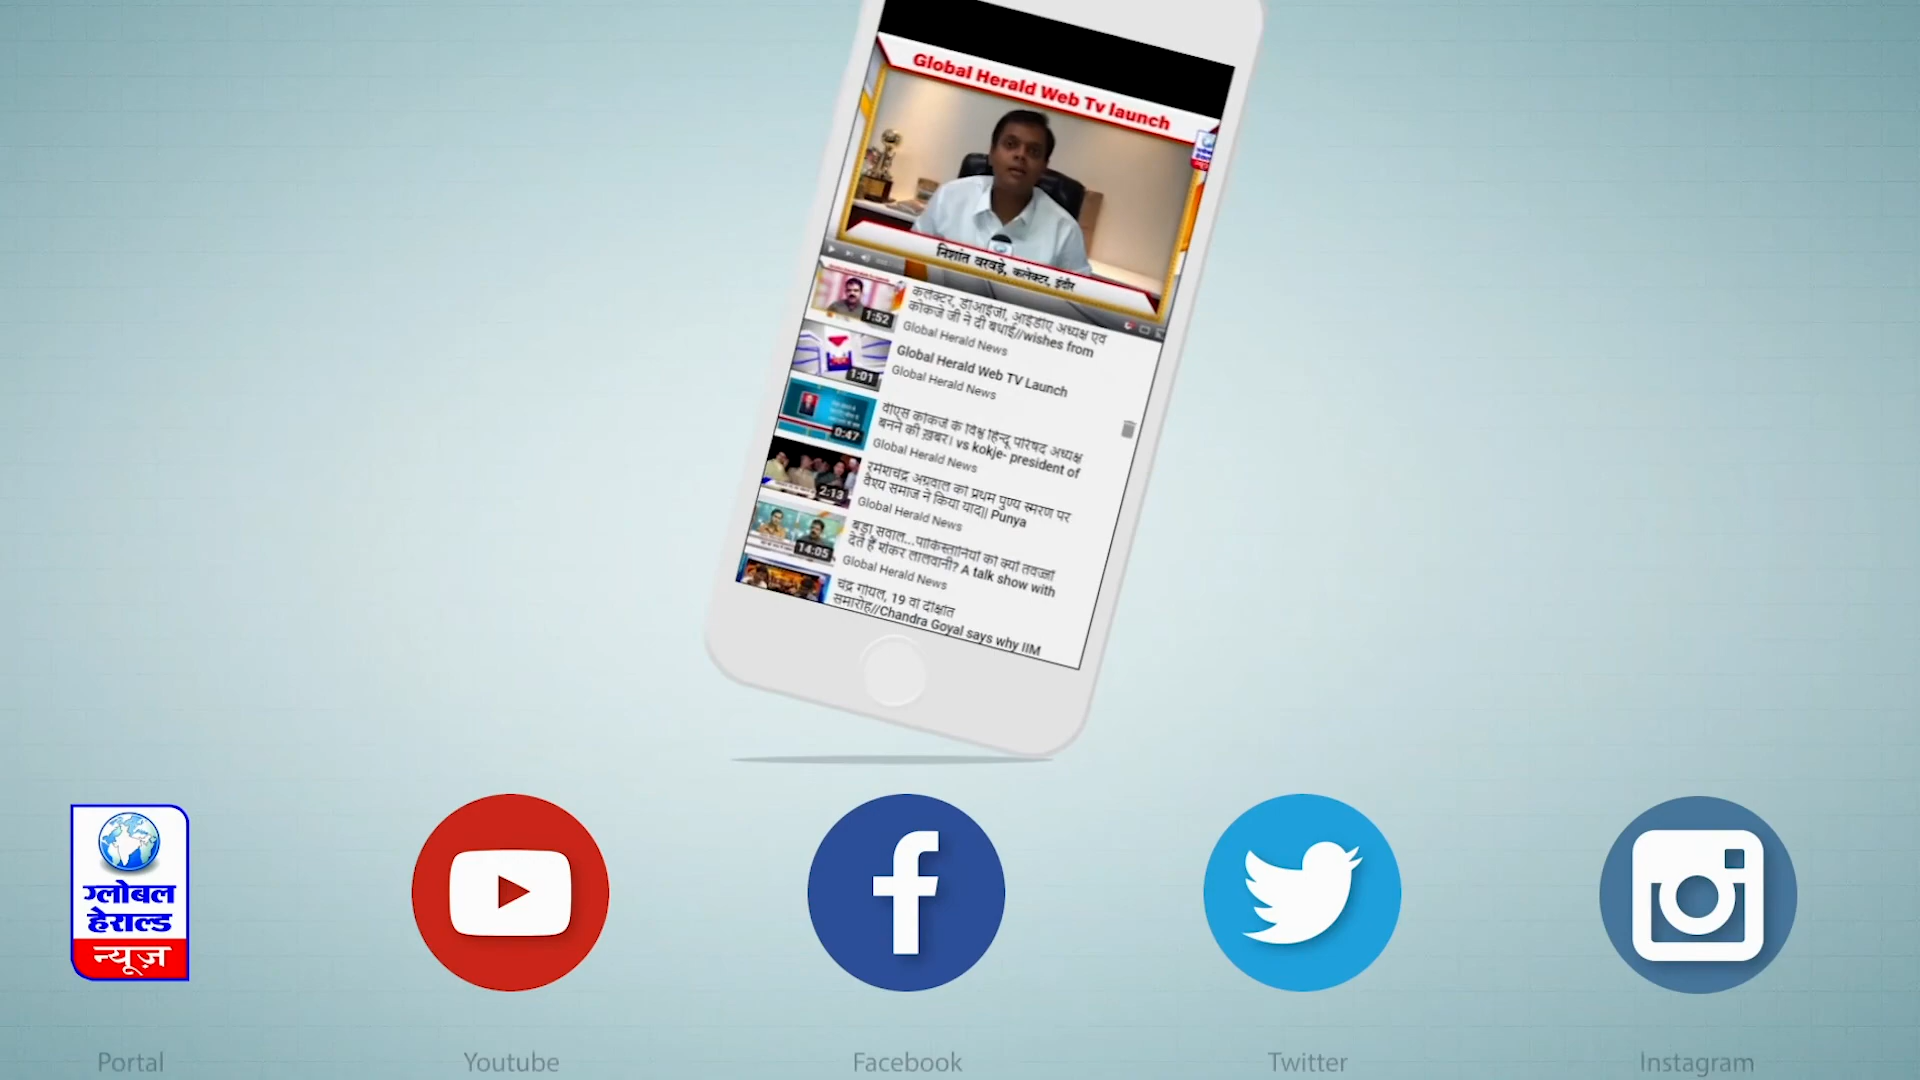 Global Herald Web Tv launch
निशांत वरवड़े, कलेक्टर, इंदौर
कलेक्टर, डीआईजी, आईडीए अध्यक्ष एवं
कोकजे जी ने दी बधाई//wishes from
Global Herald News
1:52
Global Herald Web TV Launch
Global Herald News
1:01
वीएस कोकजे के विश्व हिन्दू परिषद अध्यक्ष
बनने की ख़बर। vs kokje- president of
Global Herald News
0:47
रमेशचंद्र अग्रवाल को प्रथम पुण्य स्मरण पर
वैश्य समाज ने किया याद|| Punya
Global Herald News
2:13
बड़ा सवाल...पाकिस्तानियों को क्यों तवज्जो
देते हैं शंकर लालवानी? A talk show with
Global Herald News
14:05
चंद्र गोयल, 19 वां दीक्षांत
समारोह//Chandra Goyal says why IIM
ग्लोबल
हेराल्ड
न्यूज़
Portal
Youtube
Facebook
Twitter
Instagram